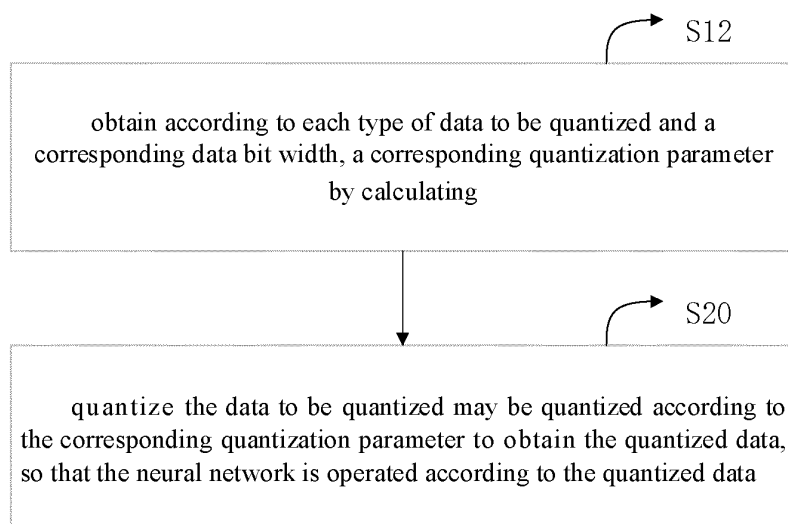 S12
obtain according to each type of data to be quantized and a
corresponding data bit width, a corresponding quantization parameter
by calculating
S20
quantize the data to be quantized may be quantized according to
the corresponding quantization parameter to obtain the quantized data,
so that the neural network is operated according to the quantized data